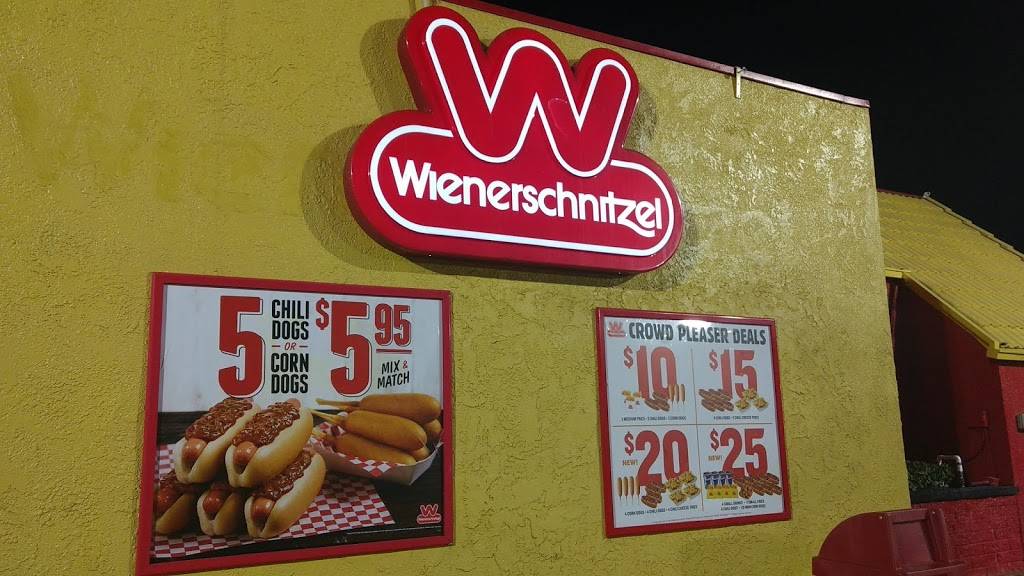 W
Wienerschnitzel
5 CHILI DOGS OR CORN DOGS $5 95
MIX & MATCH
W
Wienerschnitzel
CROWD PLEASER DEALS
$10
$15
NEW! $20
NEW! $25